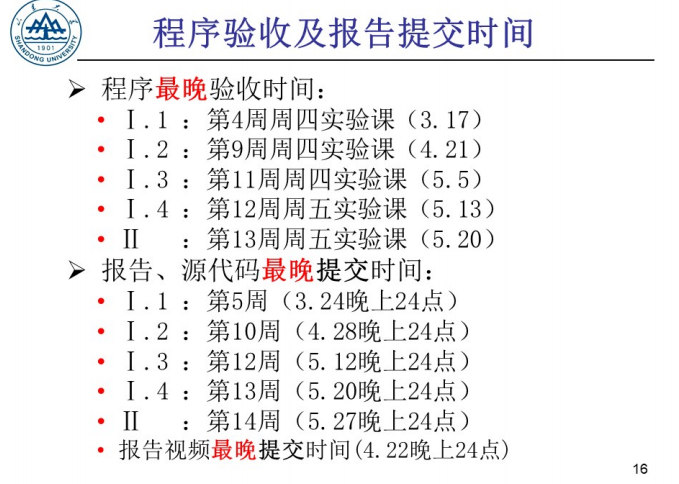 程序验收及报告提交时间
1901
SHANDONG UNIVERSITY
➢ 程序最晚验收时间：
• Ⅰ.1 ：第4周周四实验课（3.17）
• Ⅰ.2 ：第9周周四实验课（4.21）
• Ⅰ.3 ：第11周周四实验课（5.5）
• Ⅰ.4 ：第12周周五实验课（5.13）
• Ⅱ ：第13周周五实验课（5.20）
➢ 报告、源代码最晚提交时间：
• Ⅰ.1 ：第5周（3.24晚上24点）
• Ⅰ.2 ：第10周（4.28晚上24点）
• Ⅰ.3 ：第12周（5.12晚上24点）
• Ⅰ.4 ：第13周（5.20晚上24点）
• Ⅱ ：第14周（5.27晚上24点）
• 报告视频最晚提交时间(4.22晚上24点)
16